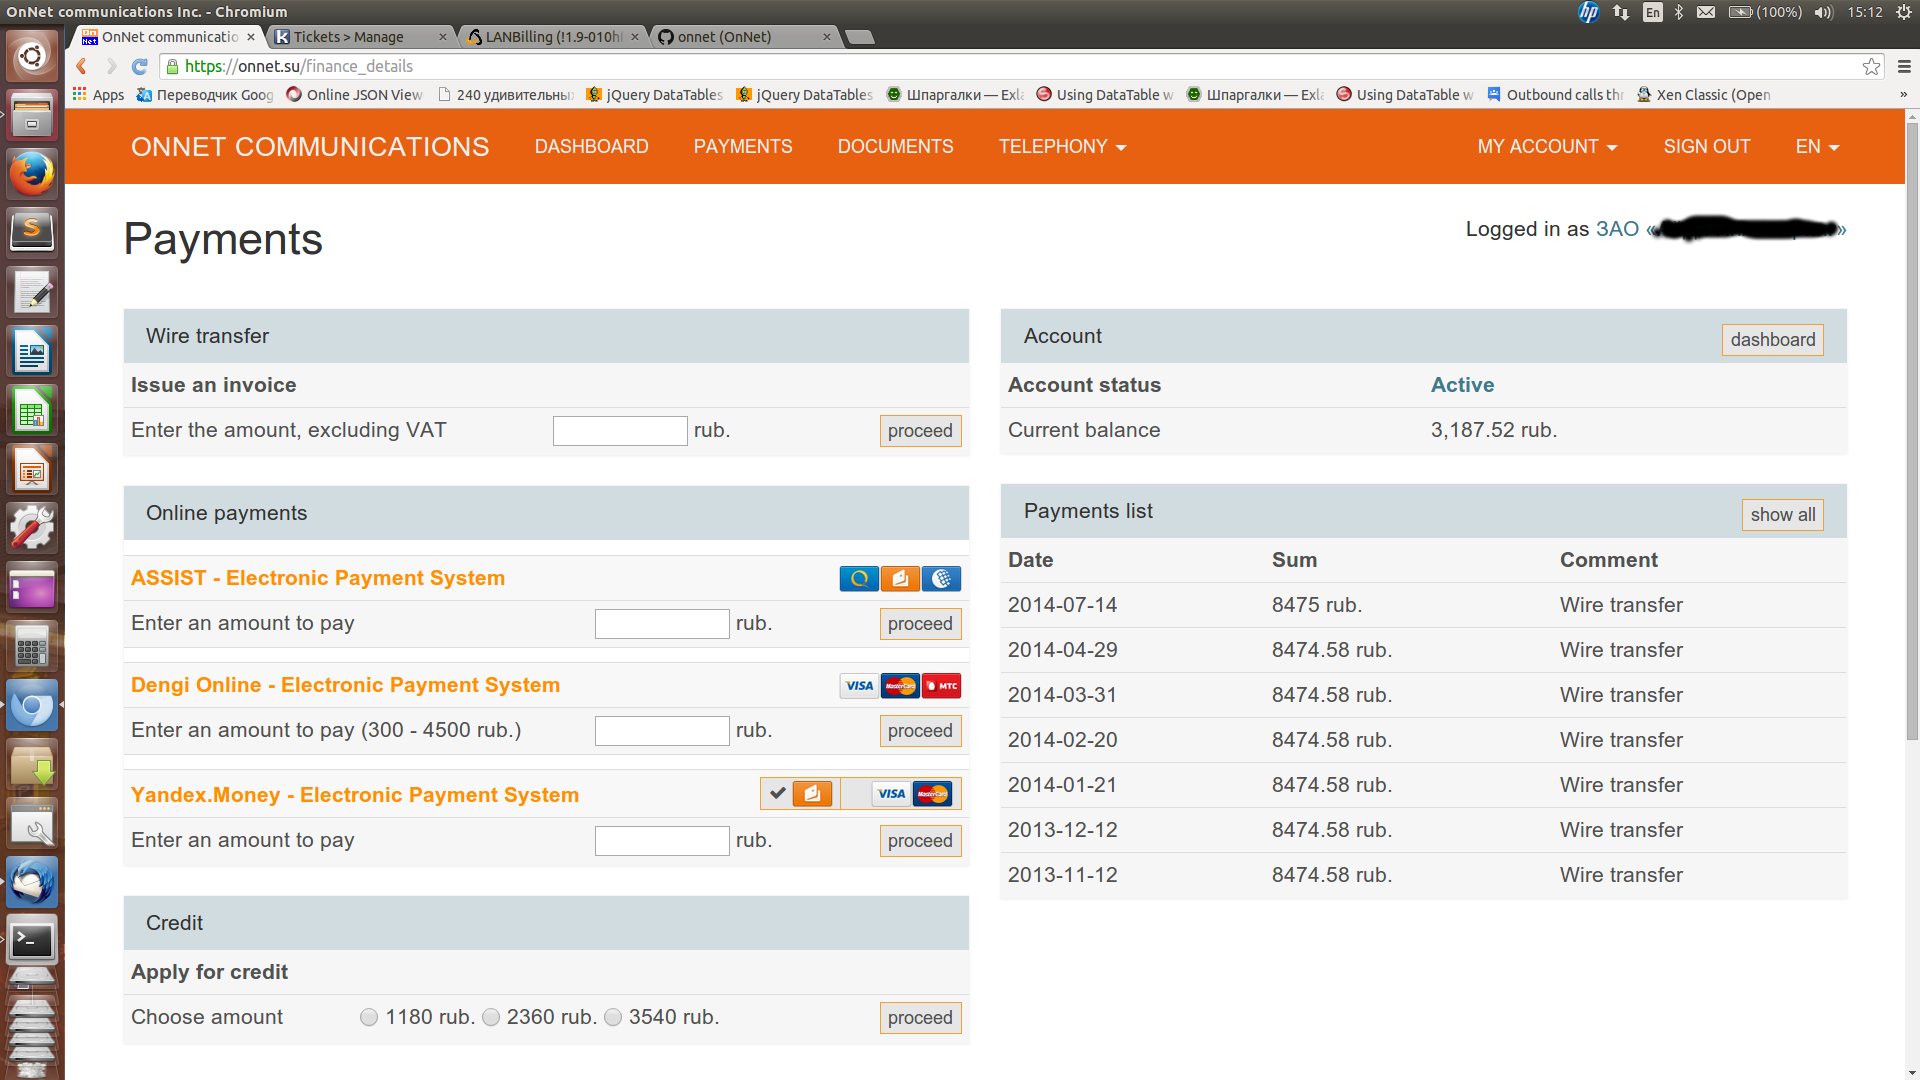 OnNet communications Inc. - Chromium
En (100%) 15:12
OnNet communicatio
Tickets > Manage
LANBilling (!1.9-010h
onnet (OnNet)
https://onnet.su/finance_details
Apps Переводчик Goog Online JSON View 240 удивительны jQuery DataTables jQuery DataTables Шпаргалки — Exla Using DataTable w Шпаргалки — Exla Using DataTable w Outbound calls thr Xen Classic (Open »
ONNET COMMUNICATIONS DASHBOARD PAYMENTS DOCUMENTS TELEPHONY MY ACCOUNT SIGN OUT EN
Payments
Logged in as ЗАО « »
Wire transfer
Issue an invoice
Enter the amount, excluding VAT rub. proceed
Online payments
ASSIST - Electronic Payment System
Enter an amount to pay rub. proceed
Dengi Online - Electronic Payment System VISA MasterCard МТС
Enter an amount to pay (300 - 4500 rub.) rub. proceed
Yandex.Money - Electronic Payment System VISA MasterCard
Enter an amount to pay rub. proceed
Credit
Apply for credit
Choose amount 1180 rub. 2360 rub. 3540 rub. proceed
Account dashboard
Account status Active
Current balance 3,187.52 rub.
Payments list show all
Date Sum Comment
2014-07-14 8475 rub. Wire transfer
2014-04-29 8474.58 rub. Wire transfer
2014-03-31 8474.58 rub. Wire transfer
2014-02-20 8474.58 rub. Wire transfer
2014-01-21 8474.58 rub. Wire transfer
2013-12-12 8474.58 rub. Wire transfer
2013-11-12 8474.58 rub. Wire transfer